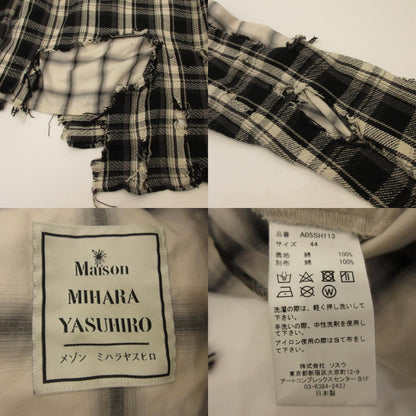 Maison
MIHARA
YASUHIRO
メゾン ミハラヤスヒロ
品番 A05SH113
サイズ 44
表地 綿 100%
別布 綿 100%
洗濯の際は、軽く押し洗いして
下さい。
手洗いの際、中性洗剤を使用し
て下さい。
アイロン使用の際は当て布をし
て下さい。
株式会社 ソスウ
東京都新宿区大京町12-9
アートコンプレックスセンター B1F
03-6384-2437
日本製